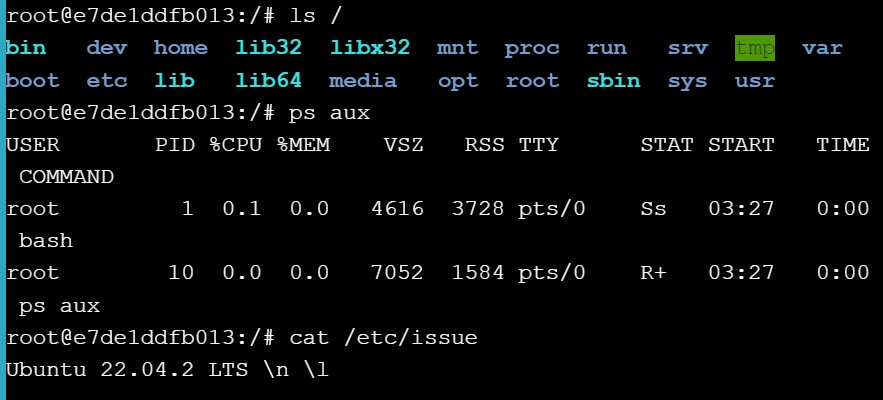 root@e7de1ddfb013:/# ls /
bin   dev  home  lib32  libx32  mnt  proc  run   srv  tmp  var
boot  etc  lib   lib64  media   opt  root  sbin  sys  usr
root@e7de1ddfb013:/# ps aux
USER       PID %CPU %MEM    VSZ   RSS TTY      STAT START   TIME
 COMMAND
root         1  0.1  0.0   4616  3728 pts/0    Ss   03:27   0:00
 bash
root        10  0.0  0.0   7052  1584 pts/0    R+   03:27   0:00
 ps aux
root@e7de1ddfb013:/# cat /etc/issue
Ubuntu 22.04.2 LTS \n \l